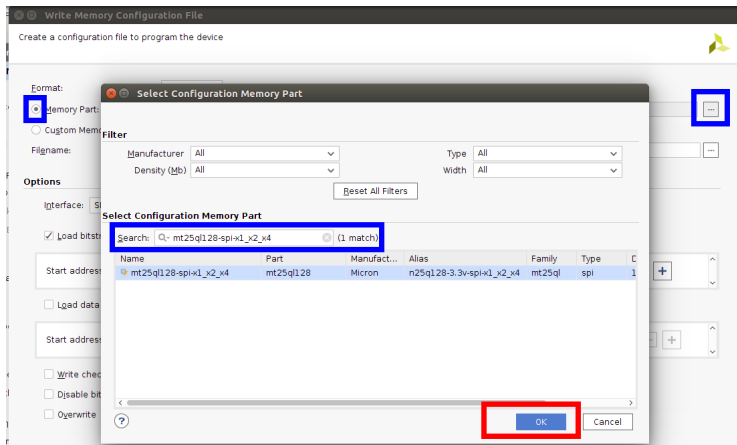 Write Memory Configuration File
Create a configuration file to program the device
Format:
Select Configuration Memory Part
Memory Part:
...
Custom Mem
Filter
Filename:
...
Manufacturer All Type All
Density (Mb) All Width All
Options
Reset All Filters
Interface:
Select Configuration Memory Part
Load bitstr
Search: mt25ql128-spi-x1_x2_x4 (1 match)
Name Part Manufact... Alias Family Type
mt25ql128-spi-x1_x2_x4 mt25ql128 Micron n25q128-3.3v-spi-x1_x2_x4 mt25ql spi 1
Start address
+
Load data
Start address
+
Write chec
Disable bit
Overwrite
? OK Cancel